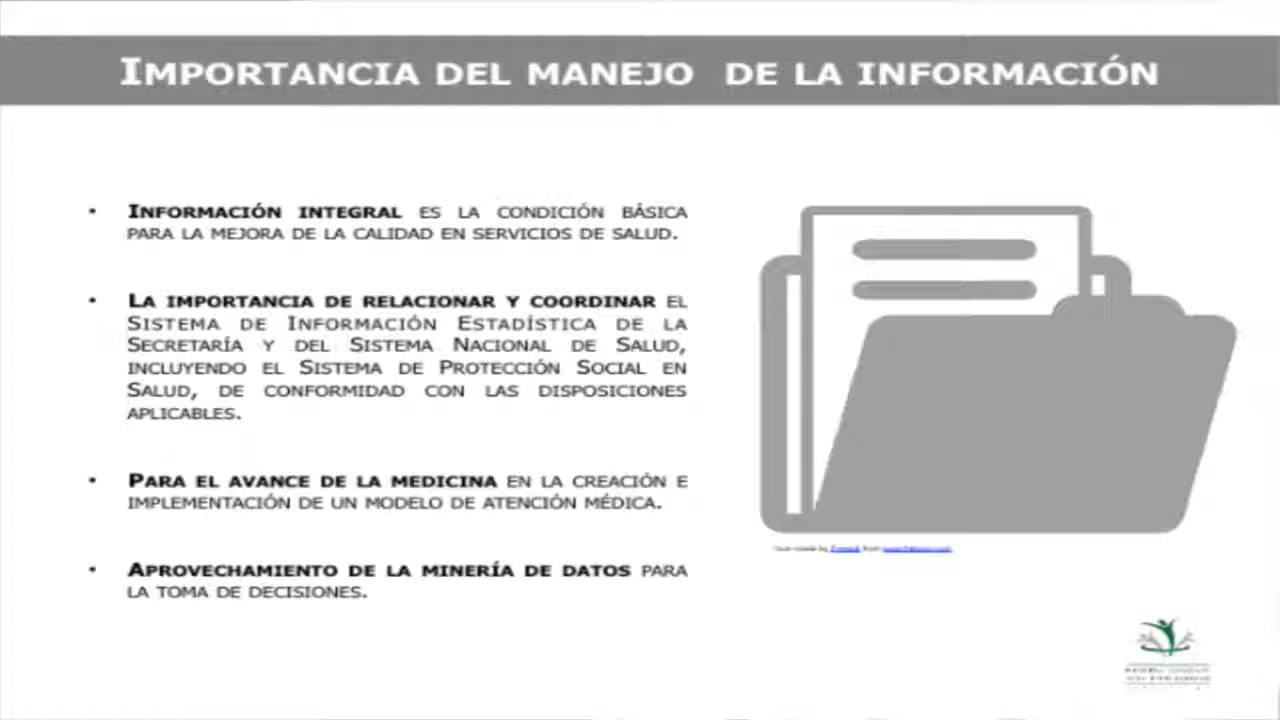 IMPORTANCIA DEL MANEJO DE LA INFORMACIÓN
• INFORMACIÓN INTEGRAL ES LA CONDICIÓN BÁSICA
PARA LA MEJORA DE LA CALIDAD EN SERVICIOS DE SALUD.
• LA IMPORTANCIA DE RELACIONAR Y COORDINAR EL
SISTEMA DE INFORMACIÓN ESTADÍSTICA DE LA
SECRETARÍA Y DEL SISTEMA NACIONAL DE SALUD,
INCLUYENDO EL SISTEMA DE PROTECCIÓN SOCIAL EN
SALUD, DE CONFORMIDAD CON LAS DISPOSICIONES
APLICABLES.
• PARA EL AVANCE DE LA MEDICINA EN LA CREACIÓN E
IMPLEMENTACIÓN DE UN MODELO DE ATENCIÓN MÉDICA.
• APROVECHAMIENTO DE LA MINERÍA DE DATOS PARA
LA TOMA DE DECISIONES.